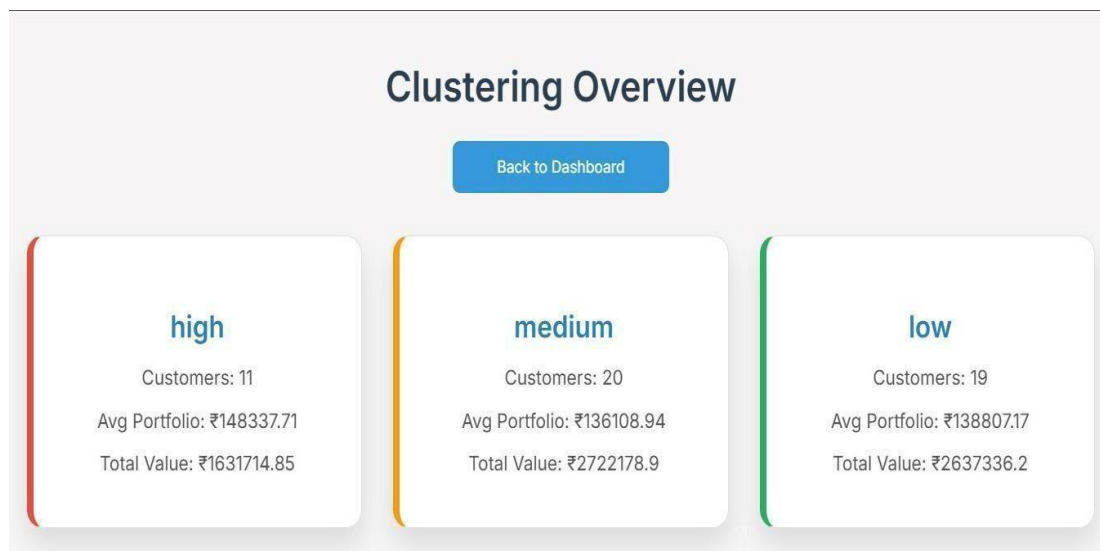 Clustering Overview
Back to Dashboard
high
Customers: 11
Avg Portfolio: ₹148337.71
Total Value: ₹1631714.85
medium
Customers: 20
Avg Portfolio: ₹136108.94
Total Value: ₹2722178.9
low
Customers: 19
Avg Portfolio: ₹138807.17
Total Value: ₹2637336.2